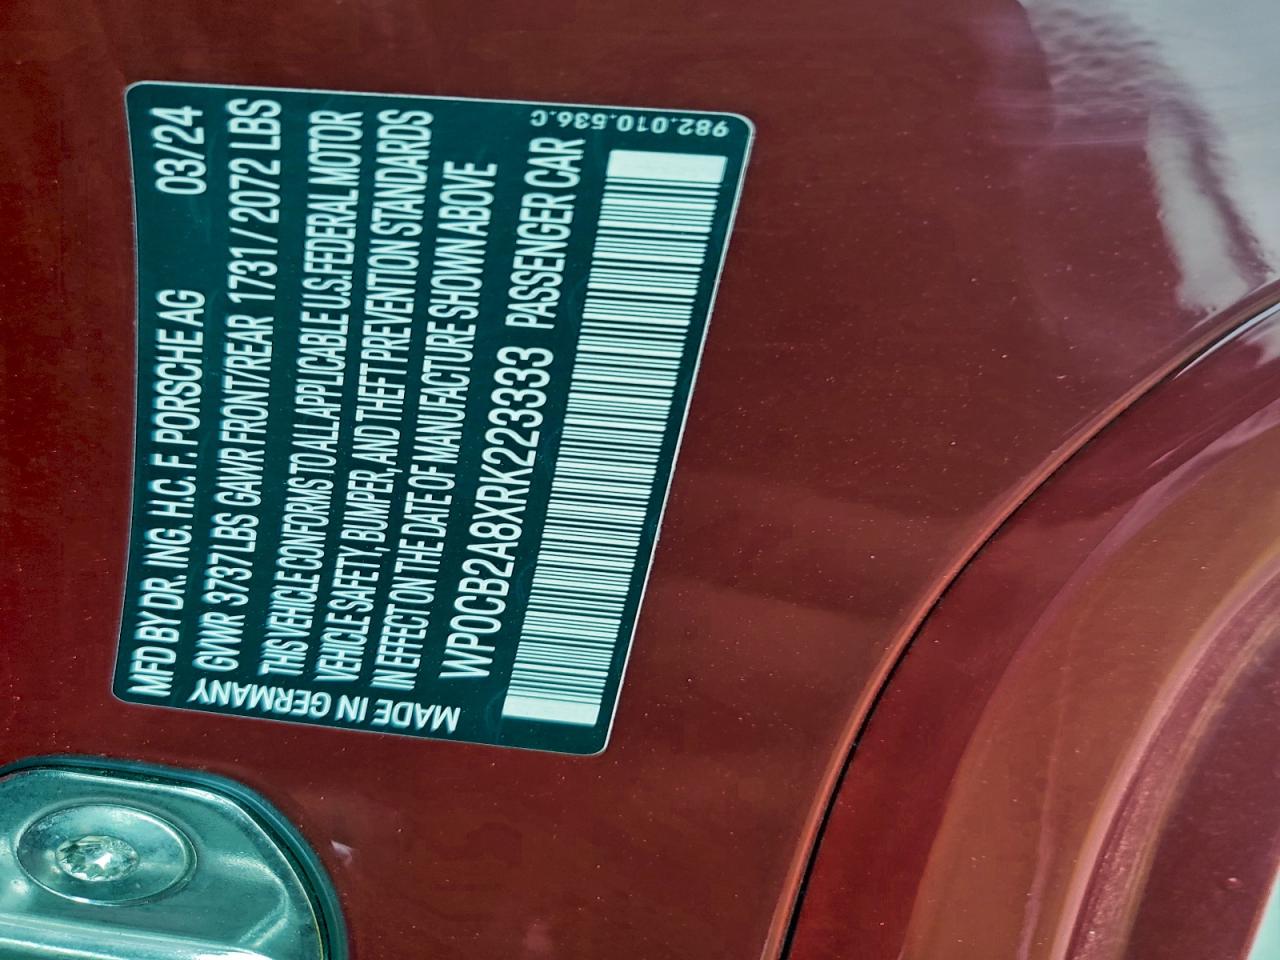 MFD BY DR. ING. H.C. F. PORSCHE AG 03/24
GVWR 3737 LBS GAWR FRONT/REAR 1731 / 2072 LBS
THIS VEHICLE CONFORMS TO ALL APPLICABLE U.S. FEDERAL MOTOR
VEHICLE SAFETY, BUMPER, AND THEFT PREVENTION STANDARDS
IN EFFECT ON THE DATE OF MANUFACTURE SHOWN ABOVE
WP0CB2A8XRK223333 PASSENGER CAR
MADE IN GERMANY
982.010.536.C